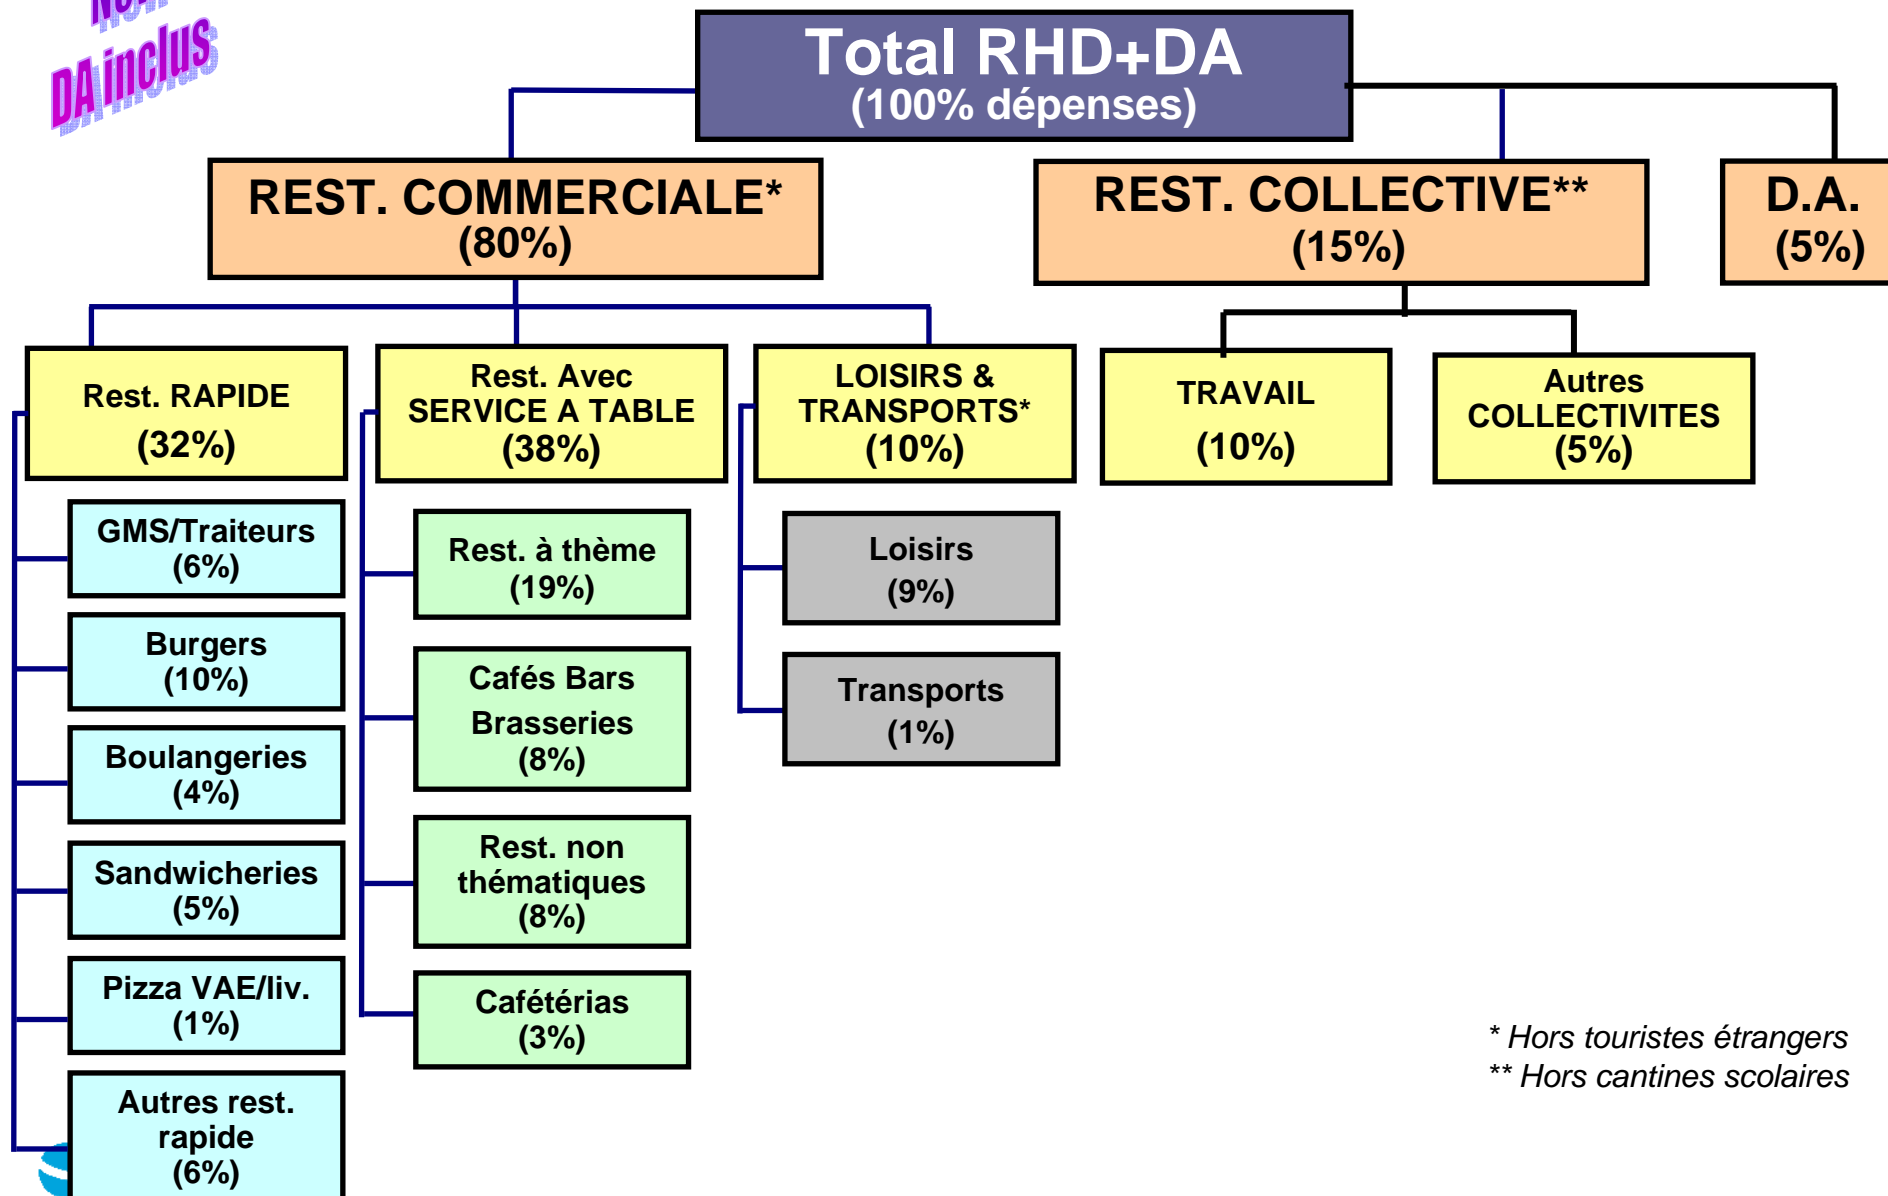 DA inclus
Total RHD+DA
(100% dépenses)
REST. COMMERCIALE*
(80%)
REST. COLLECTIVE**
(15%)
D.A.
(5%)
Rest. RAPIDE
(32%)
Rest. Avec
SERVICE A TABLE
(38%)
LOISIRS &
TRANSPORTS*
(10%)
TRAVAIL
(10%)
Autres
COLLECTIVITES
(5%)
GMS/Traiteurs
(6%)
Burgers
(10%)
Boulangeries
(4%)
Sandwicheries
(5%)
Pizza VAE/liv.
(1%)
Autres rest.
rapide
(6%)
Rest. à thème
(19%)
Cafés Bars
Brasseries
(8%)
Rest. non
thématiques
(8%)
Cafétérias
(3%)
Loisirs
(9%)
Transports
(1%)
* Hors touristes étrangers
** Hors cantines scolaires